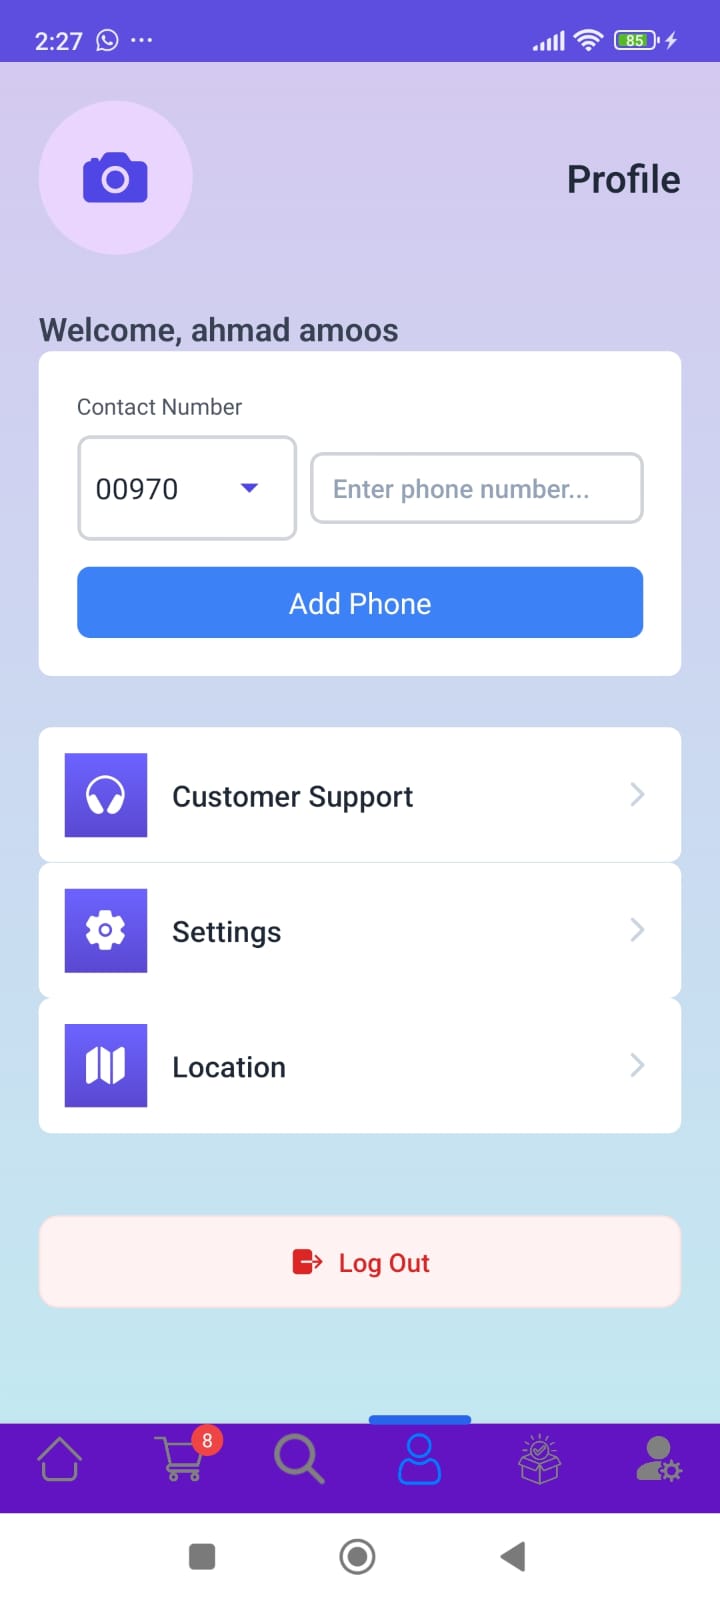 2:27
85
Profile
Welcome, ahmad amoos
Contact Number
00970
Enter phone number...
Add Phone
Customer Support
Settings
Location
Log Out
8